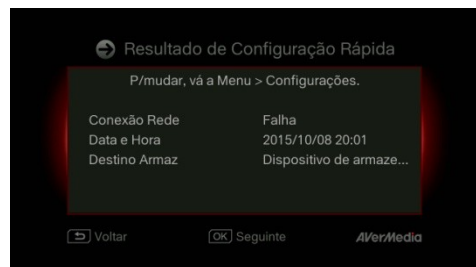 Resultado de Configuração Rápida
P/mudar, vá a Menu > Configurações.
Conexão Rede Falha
Data e Hora 2015/10/08 20:01
Destino Armaz Dispositivo de armaze...
Voltar OK Seguinte AVerMedia